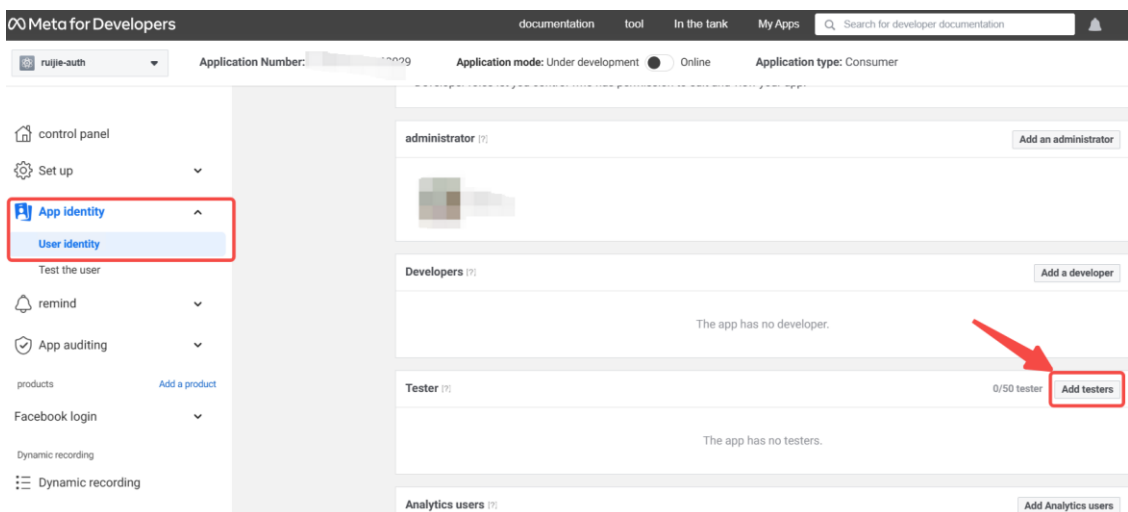 Meta for Developers documentation tool In the tank My Apps Search for developer documentation
ruijie-auth Application Number: Application mode: Under development Online Application type: Consumer
control panel
Set up
App identity
User identity
Test the user
remind
App auditing
products Add a product
Facebook login
Dynamic recording
Dynamic recording
administrator [?] Add an administrator
Developers [?] Add a developer
The app has no developer.
Tester [?] 0/50 tester Add testers
The app has no testers.
Analytics users [?] Add Analytics users